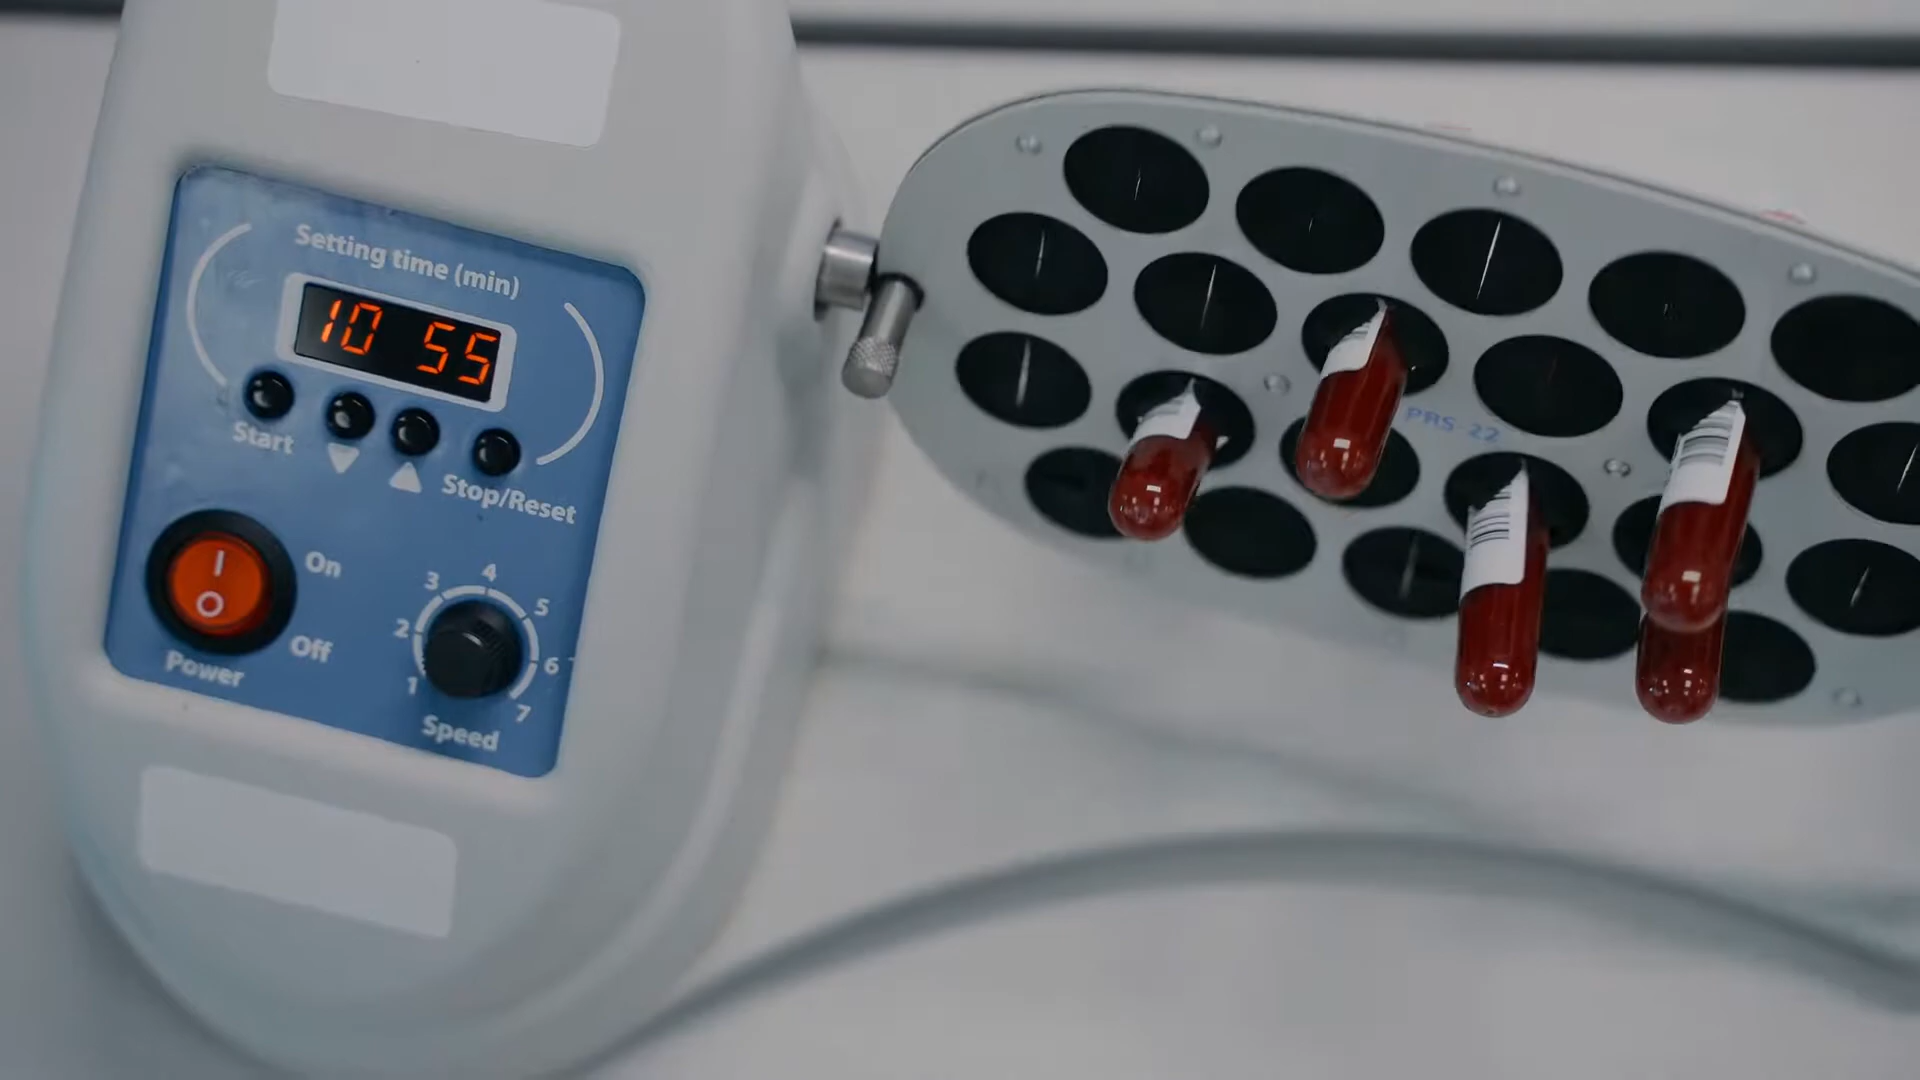 Setting time (min)
10 55
Start
Stop/Reset
On
Off
Power
1 2 3 4 5 6 7
Speed
PRS-22